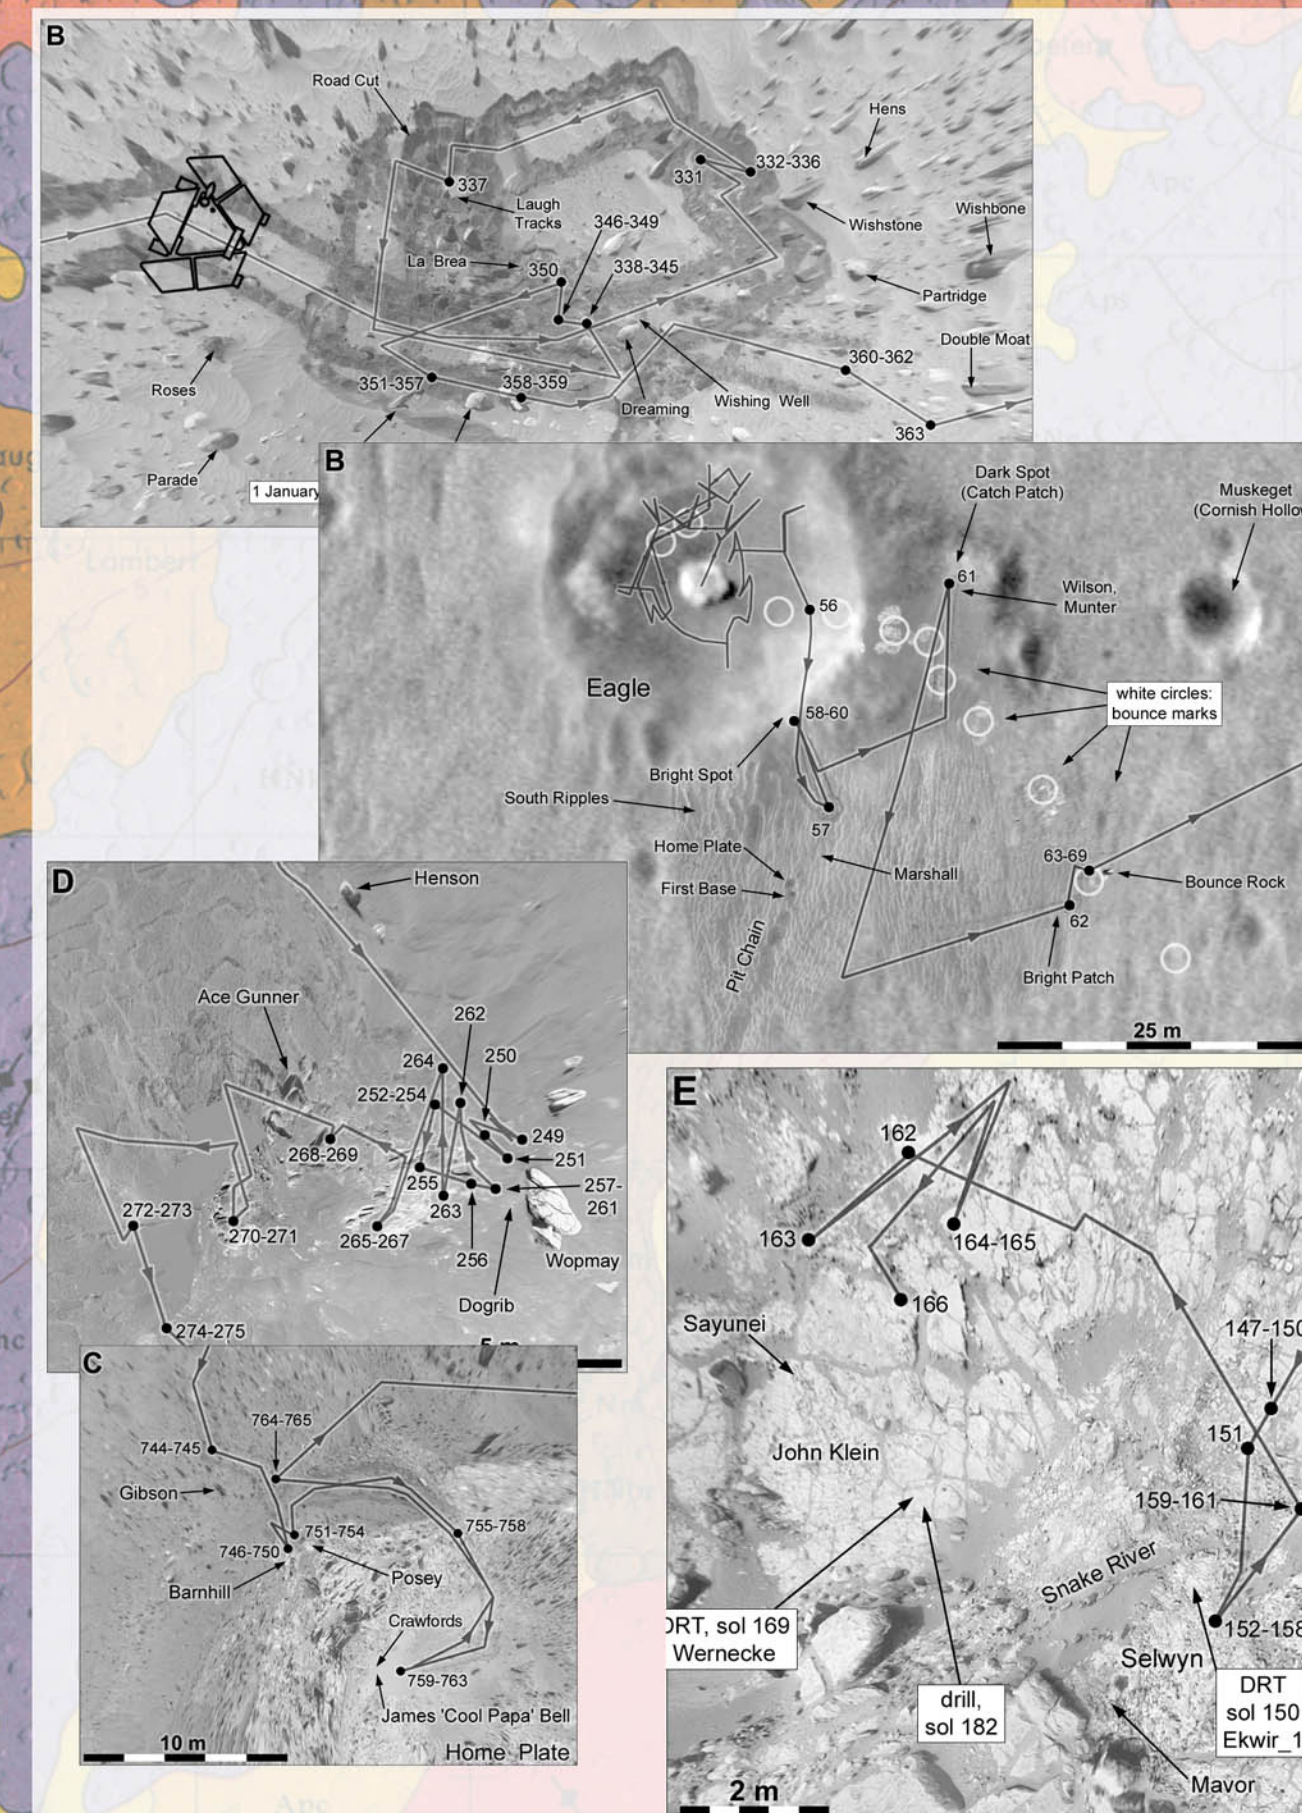 B
Road Cut
Hens
337
331
332-336
Laugh
Tracks
346-349
Wishstone
Wishbone
La Brea
350
338-345
Partridge
Double Moat
360-362
Roses
351-357
358-359
Dreaming
Wishing Well
363
Parade
1 January
B
Dark Spot
(Catch Patch)
Muskeget
61
Wilson,
Munter
56
Eagle
white circles:
bounce marks
58-60
Bright Spot
South Ripples
57
Home Plate
Marshall
63-69
First Base
Bounce Rock
62
Pit Chain
Bright Patch
25 m
D
Henson
Ace Gunner
262
264
250
252-254
249
268-269
251
255
257-
261
272-273
263
270-271
265-267
256
Wopmay
Dogrib
274-275
C
764-765
744-745
Gibson
751-754
755-758
746-750
Barnhill
Posey
Crawfords
759-763
James 'Cool Papa' Bell
10 m
Home Plate
E
162
163
164-165
166
Sayunei
147-150
151
John Klein
159-161
Snake River
DRT, sol 169
Wernecke
152-158
Selwyn
drill,
sol 182
DRT
sol 150
Ekwir_1
Mavor
2 m
Lambert
Apc
Aps